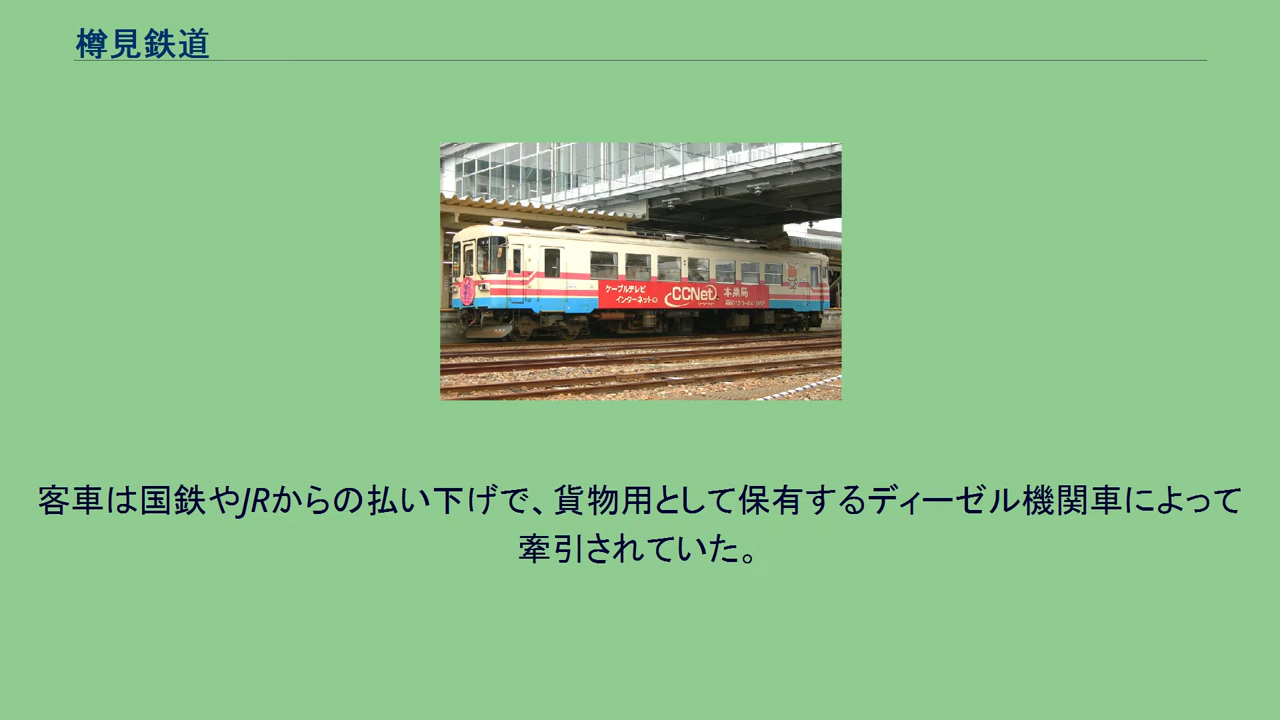 樽見鉄道
ケーブルテレビ
インターネットの
CCNet
本巣局
客車は国鉄やJRからの払い下げで、貨物用として保有するディーゼル機関車によって
牽引されていた。